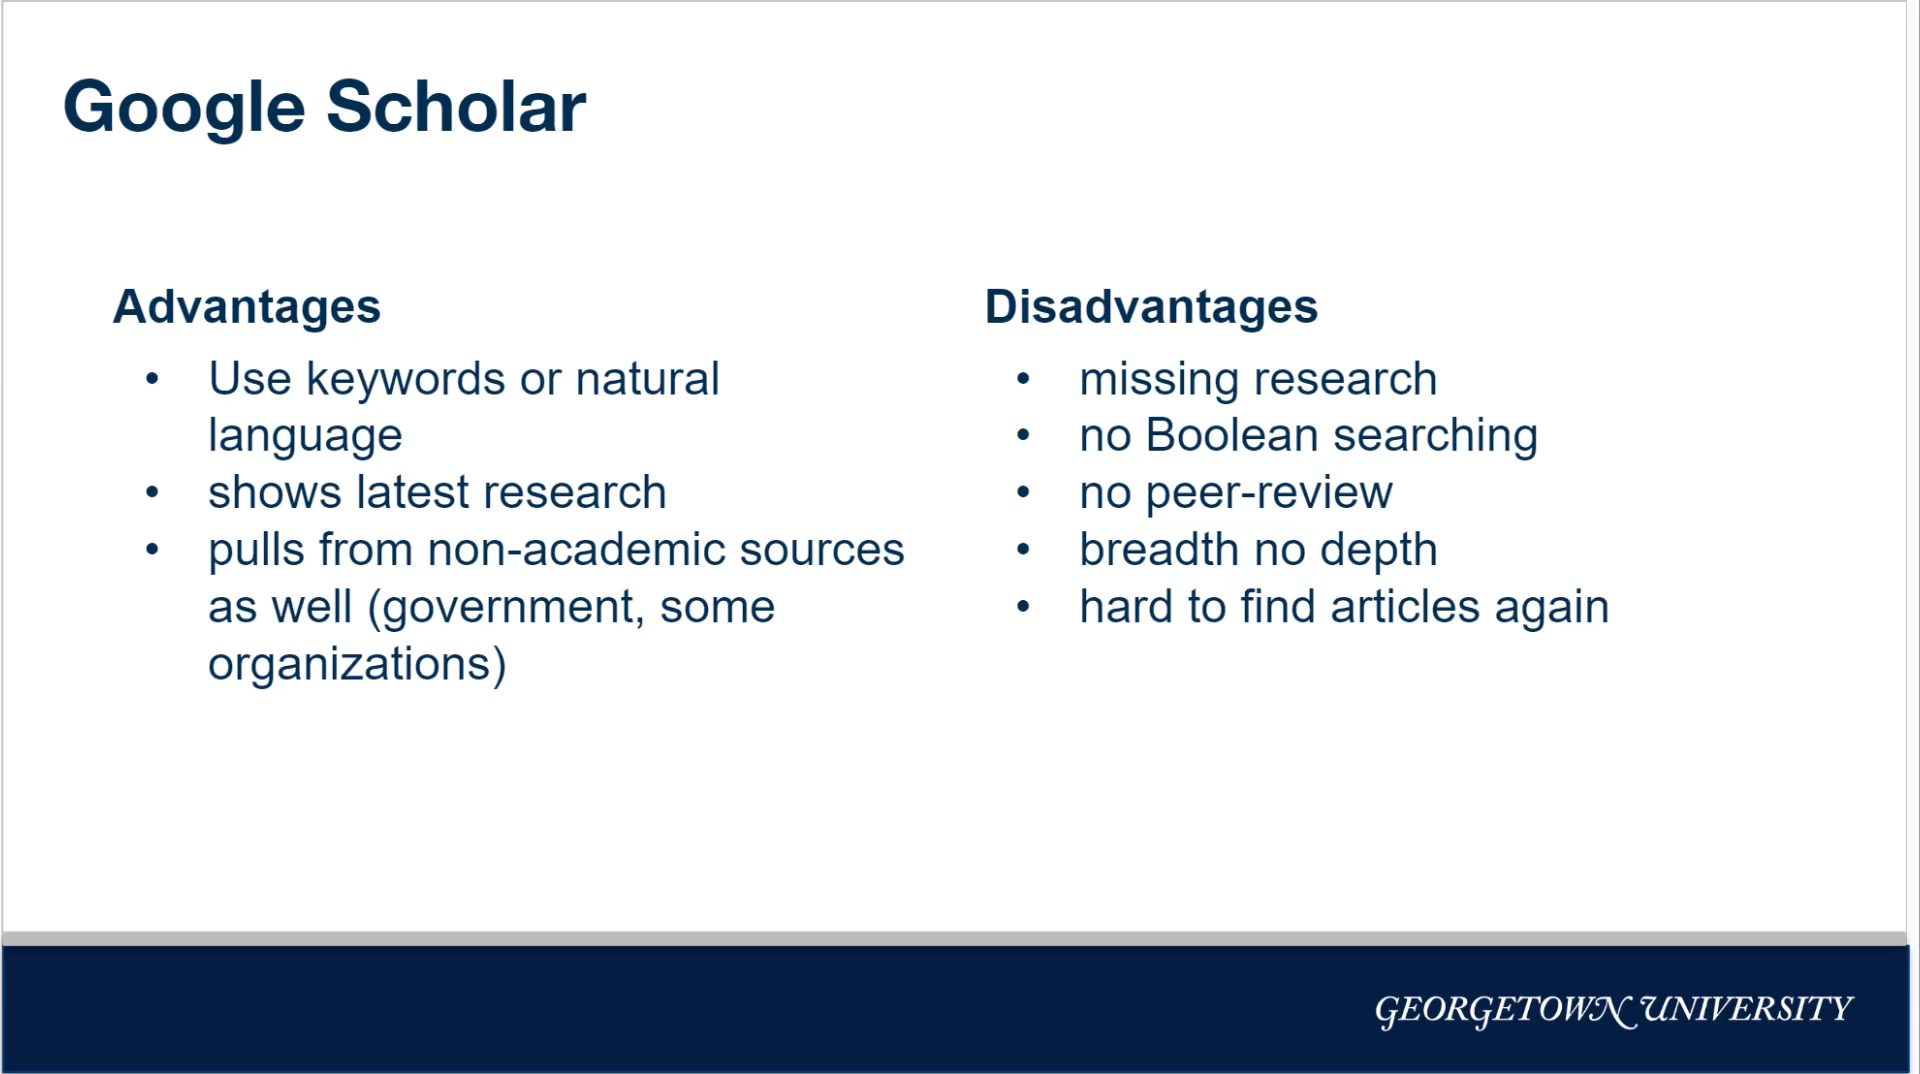 Google Scholar
Advantages
• Use keywords or natural
language
• shows latest research
• pulls from non-academic sources
as well (government, some
organizations)
Disadvantages
• missing research
• no Boolean searching
• no peer-review
• breadth no depth
• hard to find articles again
GEORGETOWN UNIVERSITY